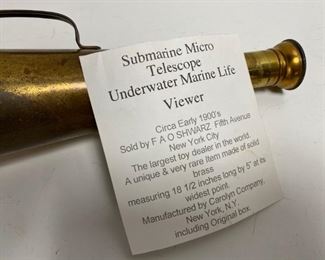 Submarine Micro
Telescope
Underwater Marine Life
Viewer
Circa Early 1900's
Sold by F A O SHWARZ, Fifth Avenue
New York City
The largest toy dealer in the world.
A unique & very rare Item made of solid
brass
measuring 18 1/2 inches long by 5" at its
widest point.
Manufactured by Carolyn Company,
New York, N.Y.
including Original box.